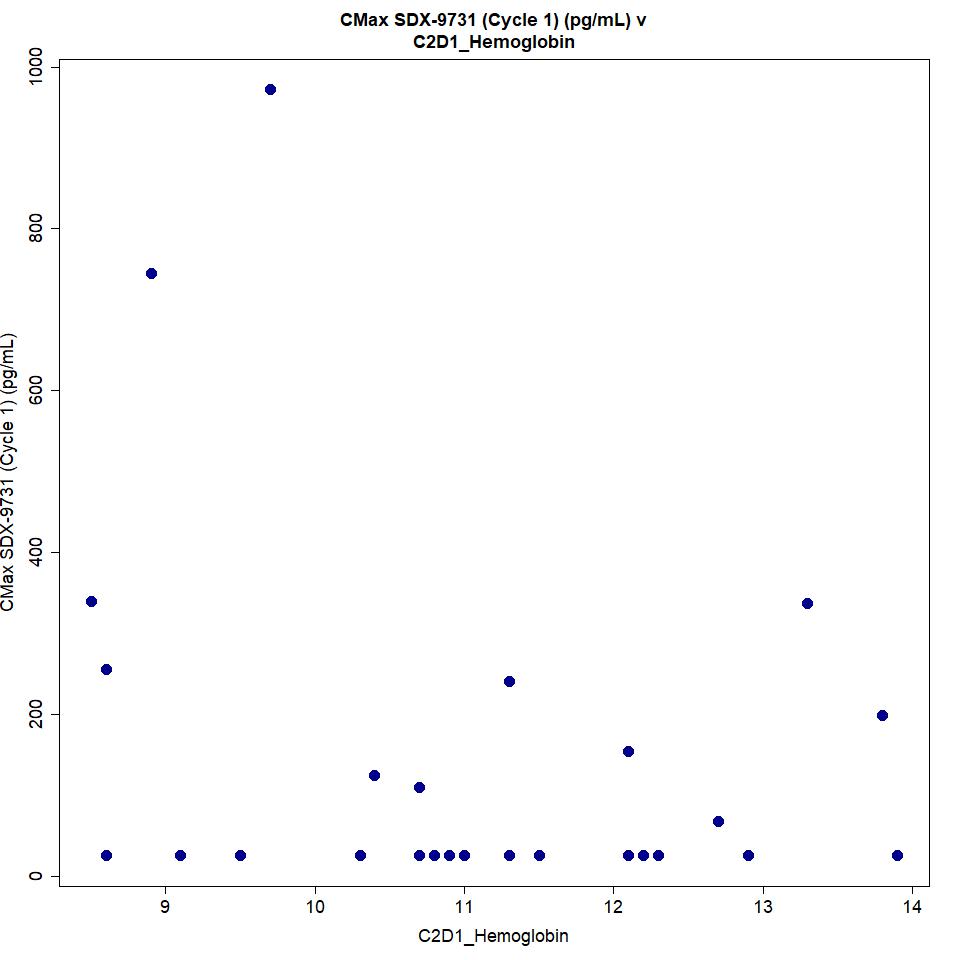 CMax SDX-9731 (Cycle 1) (pg/mL) v
C2D1_Hemoglobin
CMax SDX-9731 (Cycle 1) (pg/mL)
1000
800
600
400
200
0
9 10 11 12 13 14
C2D1_Hemoglobin